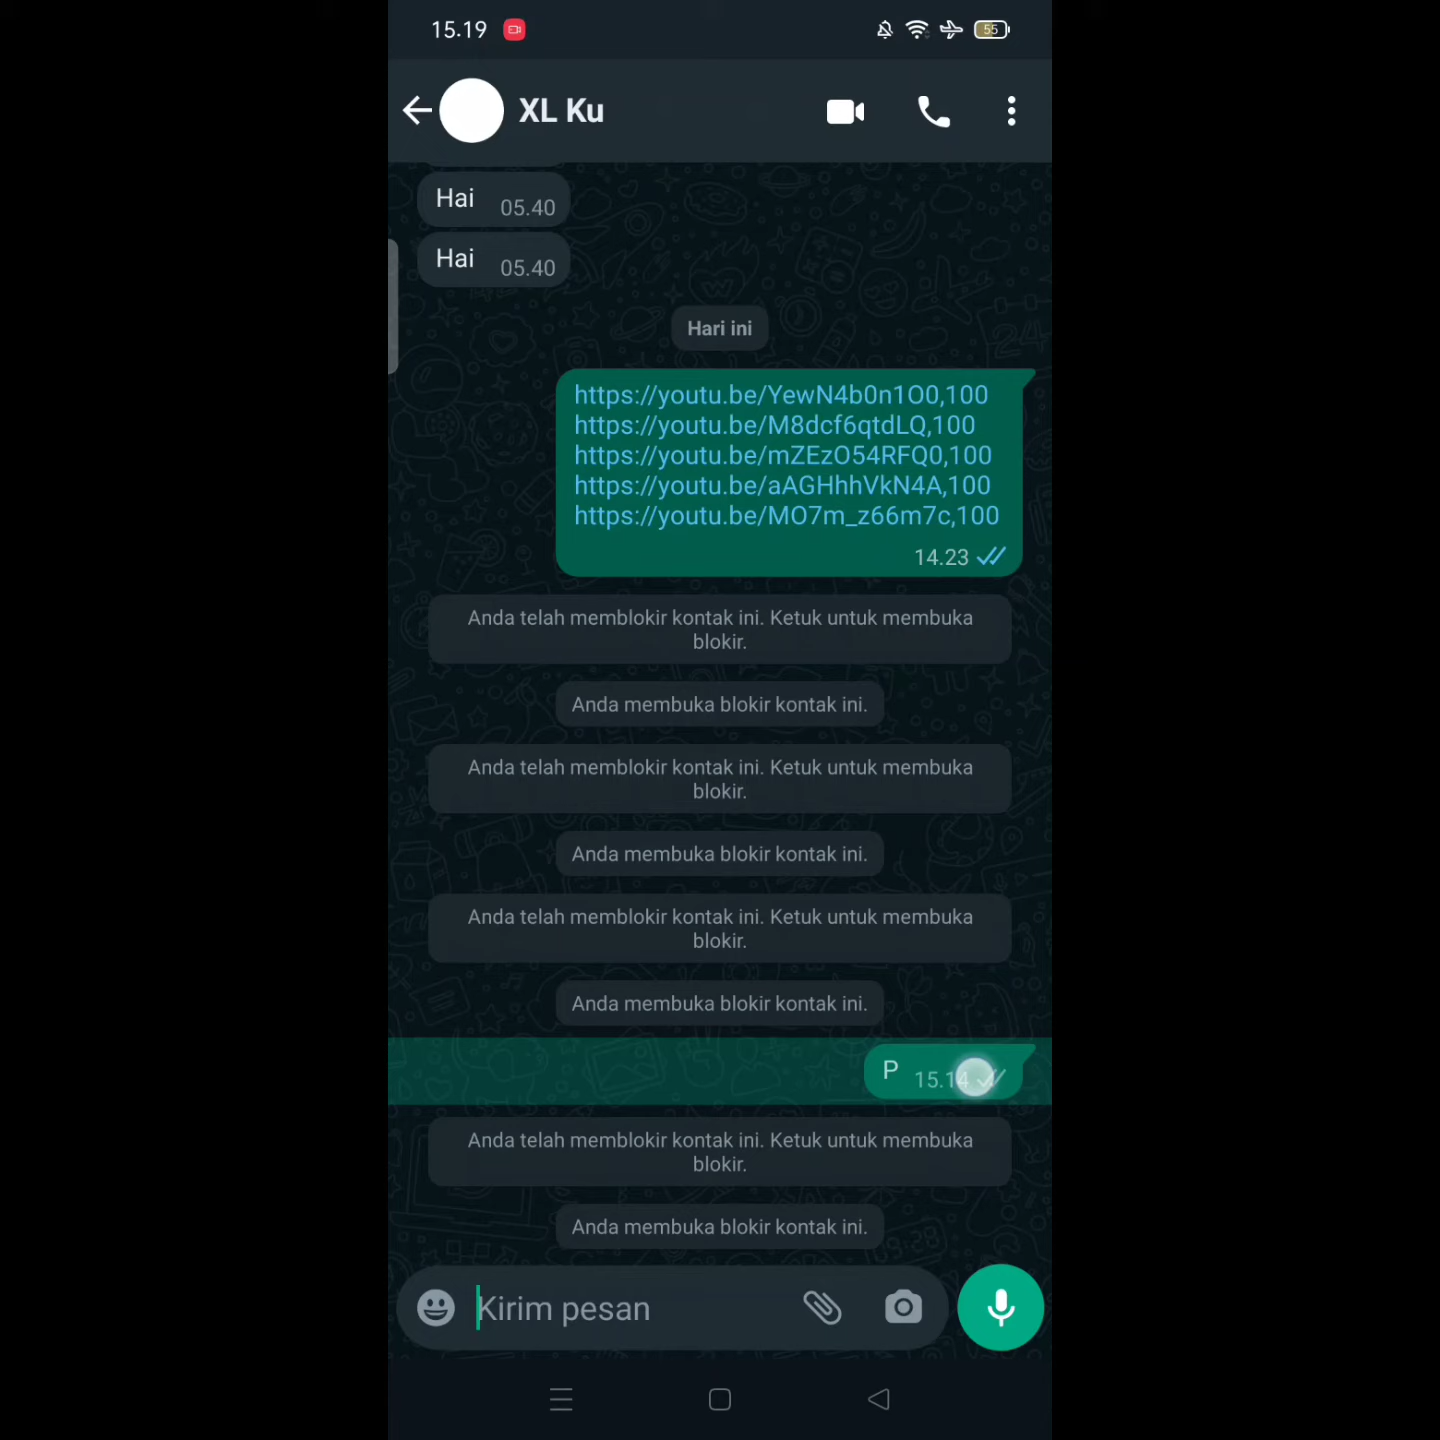 15.19
55
XL Ku
Hai 05.40
Hai 05.40
Hari ini
https://youtu.be/YewN4b0n1O0,100
https://youtu.be/M8dcf6qtdLQ,100
https://youtu.be/mZEzO54RFQ0,100
https://youtu.be/aAGHhhVkN4A,100
https://youtu.be/MO7m_z66m7c,100
14.23
Anda telah memblokir kontak ini. Ketuk untuk membuka
blokir.
Anda membuka blokir kontak ini.
Anda telah memblokir kontak ini. Ketuk untuk membuka
blokir.
Anda membuka blokir kontak ini.
Anda telah memblokir kontak ini. Ketuk untuk membuka
blokir.
Anda membuka blokir kontak ini.
P 15.14
Anda telah memblokir kontak ini. Ketuk untuk membuka
blokir.
Anda membuka blokir kontak ini.
Kirim pesan